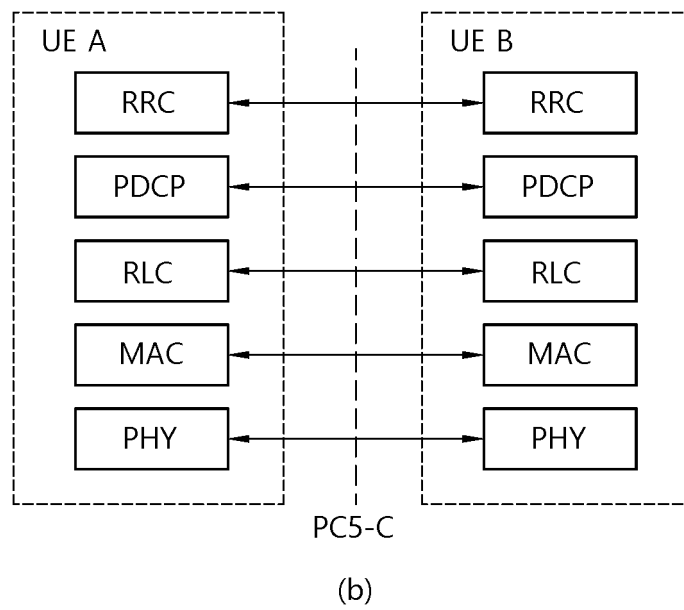 UE A UE B
RRC RRC
PDCP PDCP
RLC RLC
MAC MAC
PHY PHY
PC5-C
(b)